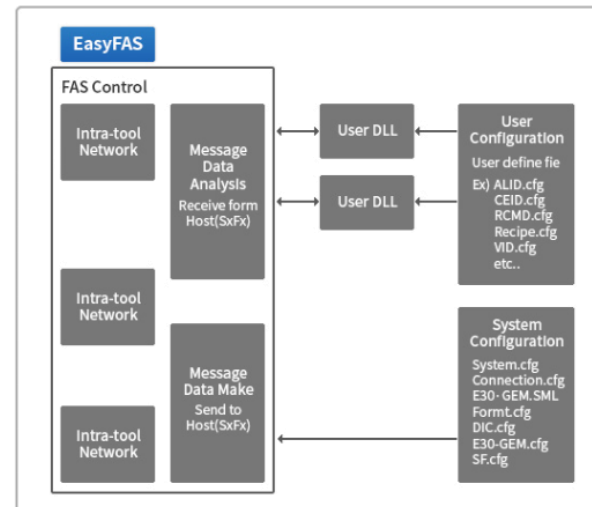 EasyFAS
FAS Control
Intra-tool
Network
Message
Data
Analysis
Receive form
Host(SxFx)
Intra-tool
Network
Message
Data Make
Send to
Host(SxFx)
Intra-tool
Network
User DLL
User DLL
User
Configuration
User define fie
Ex) ALID.cfg
CEID.cfg
RCMD.cfg
Recipe.cfg
VID.cfg
etc..
System
Configuration
System.cfg
Connection.cfg
E30·GEM.SML
Formt.cfg
DIC.cfg
E30-GEM.cfg
SF.cfg